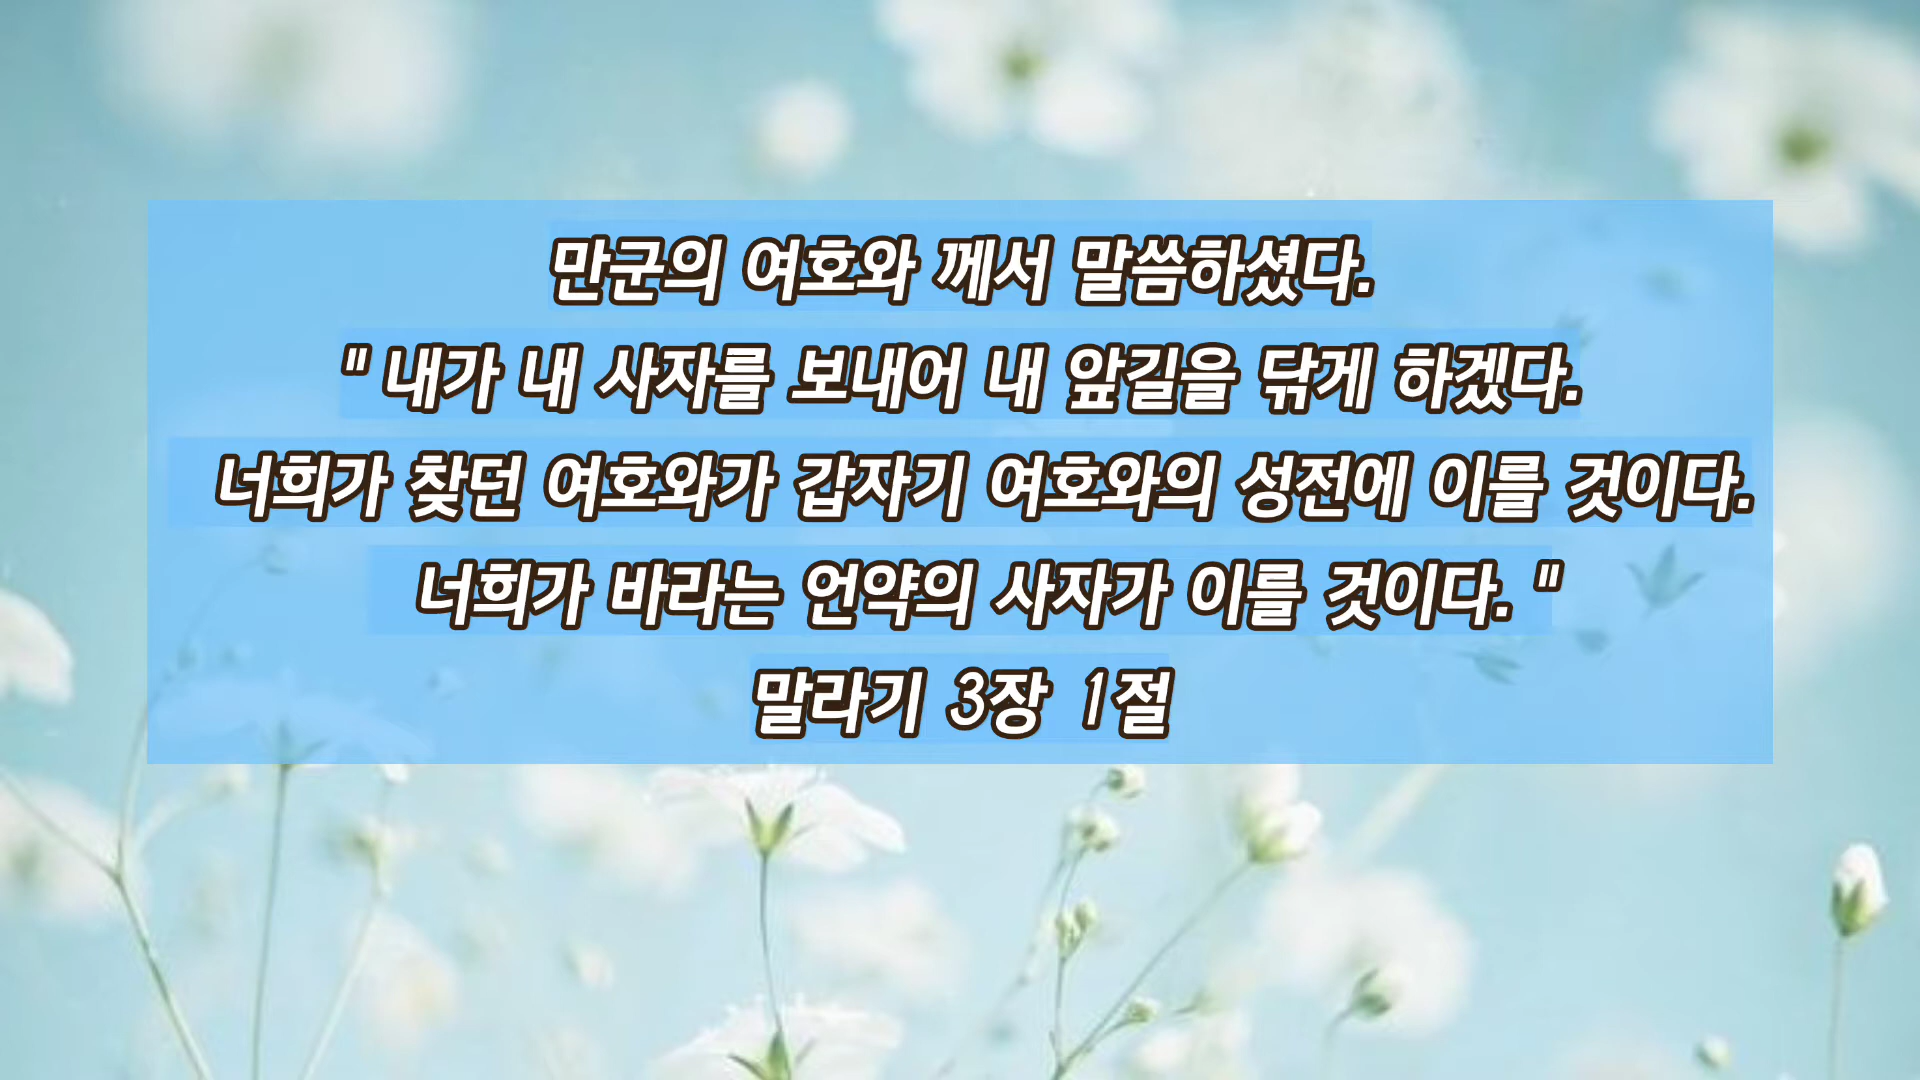 만군의 여호와 께서 말씀하셨다.
" 내가 내 사자를 보내어 내 앞길을 닦게 하겠다.
너희가 찾던 여호와가 갑자기 여호와의 성전에 이를 것이다.
너희가 바라는 언약의 사자가 이를 것이다. "
말라기 3장 1절